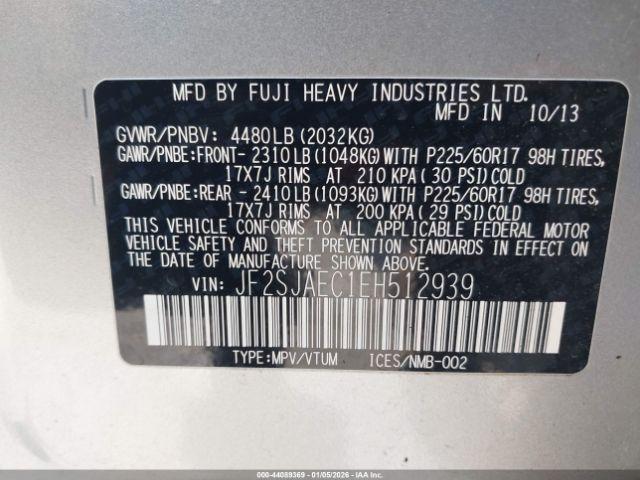 MFD BY FUJI HEAVY INDUSTRIES LTD.
MFD IN 10/13
GVWR/PNBV: 4480LB(2032KG)
GAWR/PNBE:FRONT- 2310LB(1048KG)WITH P225/60R17 98H TIRES,
17X7J RIMS AT 210 KPA( 30 PSI)COLD
GAWR/PNBE:REAR - 2410LB(1093KG)WITH P225/60R17 98H TIRES,
17X7J RIMS AT 200 KPA( 29 PSI)COLD
THIS VEHICLE CONFORMS TO ALL APPLICABLE FEDERAL MOTOR
VEHICLE SAFETY AND THEFT PREVENTION STANDARDS IN EFFECT ON
THE DATE OF MANUFACTURE SHOWN ABOVE.
VIN: JF2SJAEC1EH512939
TYPE:MPV/VTUM ICES/NMB-002
000-44089369 | 01/05/2026 | IAA Inc.